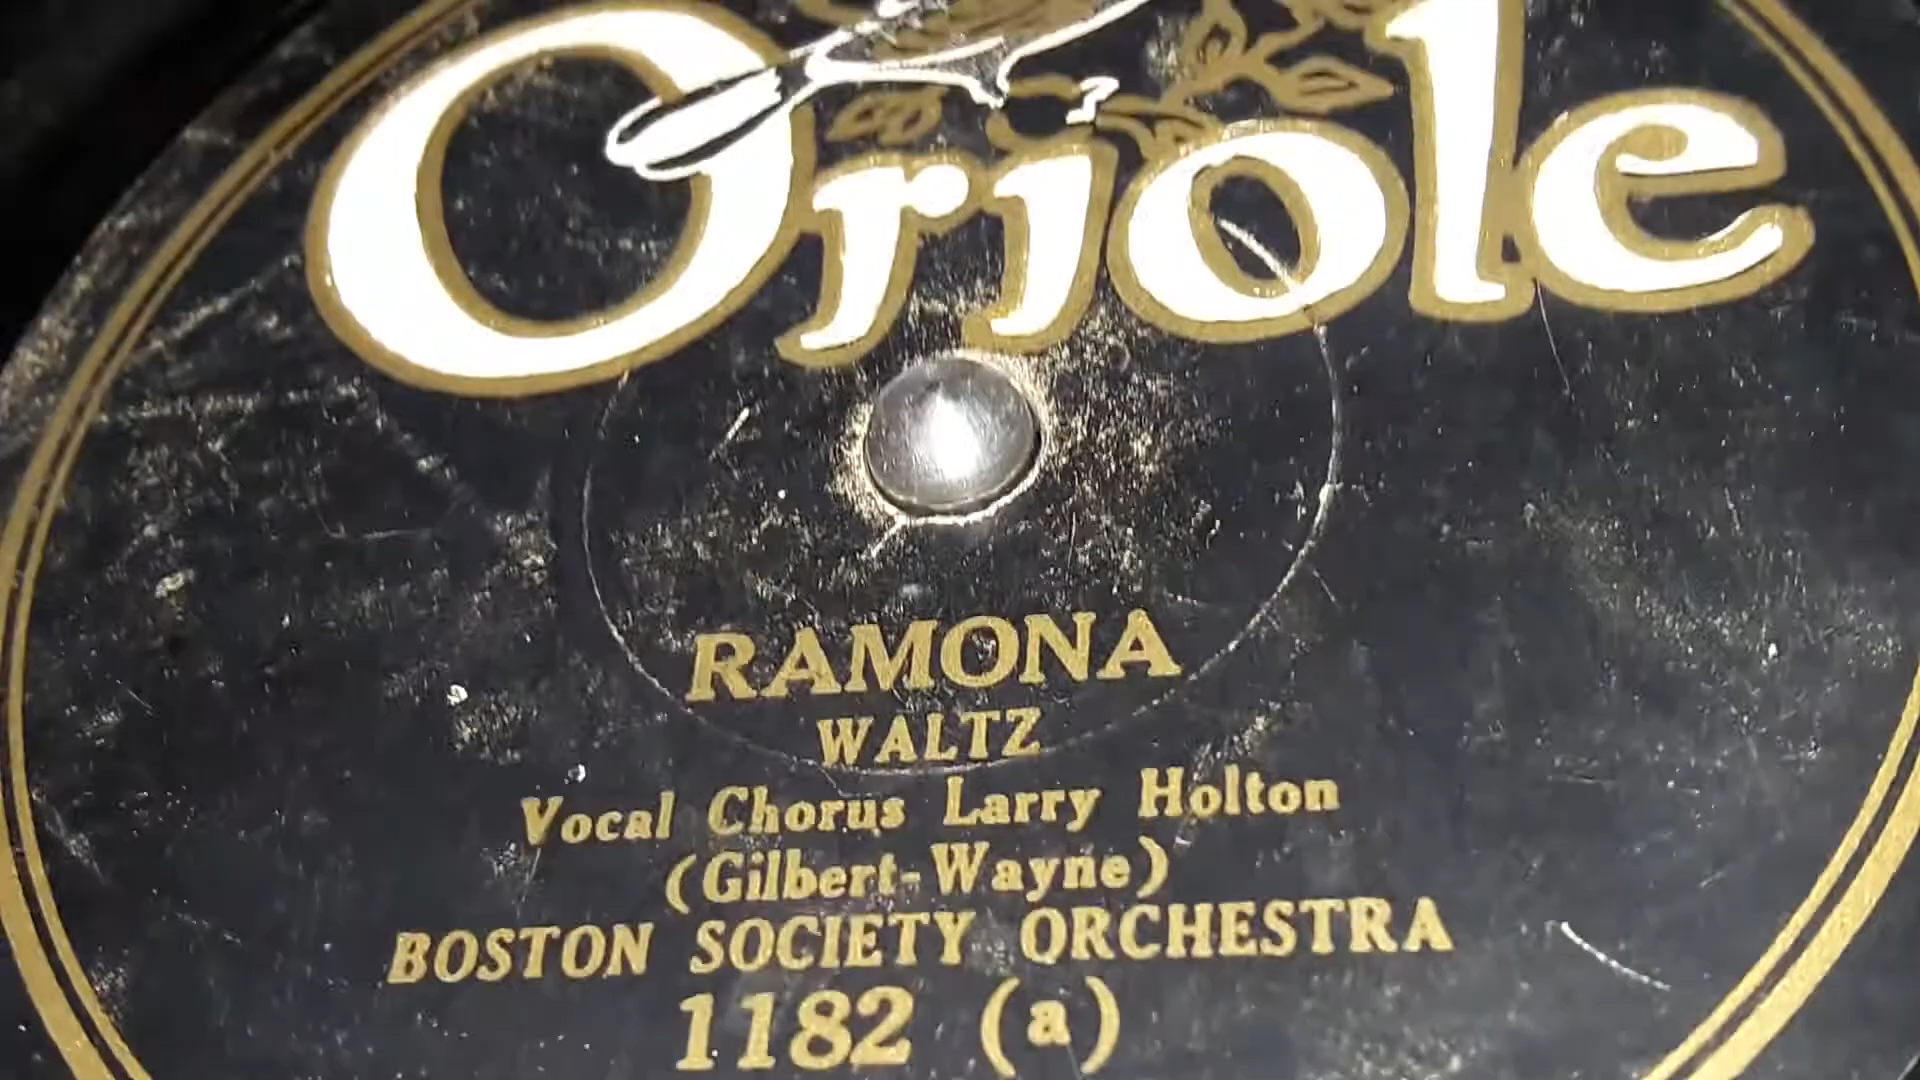 Oriole
RAMONA
WALTZ
Vocal Chorus Larry Holton
(Gilbert-Wayne)
BOSTON SOCIETY ORCHESTRA
1182 (a)